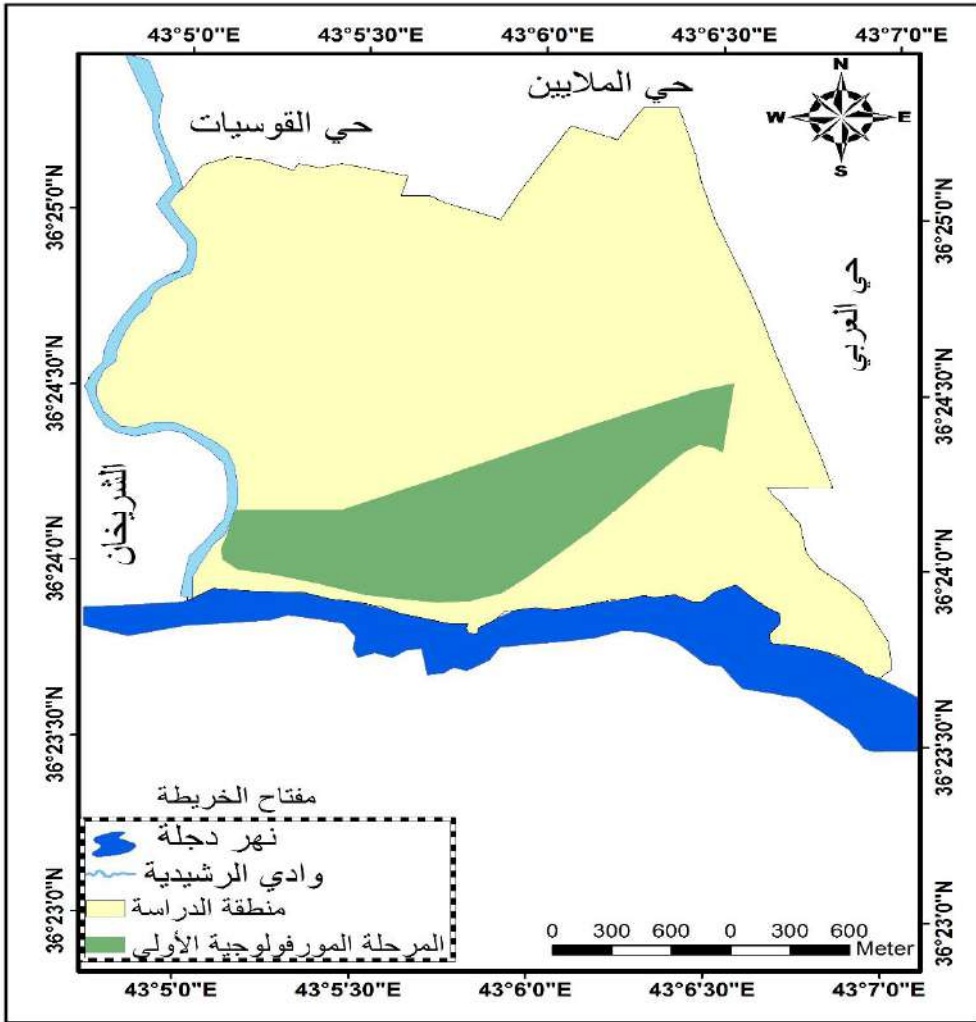 43°5'0"E 43°5'30"E 43°6'0"E 43°6'30"E 43°7'0"E
حي الملايين
حي القوسيات
N
W E
S
36°25'0"N
36°25'0"N
حي العربي
36°24'30"N
36°24'30"N
الشريخان
36°24'0"N
36°24'0"N
36°23'30"N
36°23'30"N
مفتاح الخريطة
نهر دجلة
وادي الرشيدية
منطقة الدراسة
المرحلة المورفولوجية الأولى
36°23'0"N
36°23'0"N
0 300 600 0 300 600
Meter
43°5'0"E 43°5'30"E 43°6'0"E 43°6'30"E 43°7'0"E